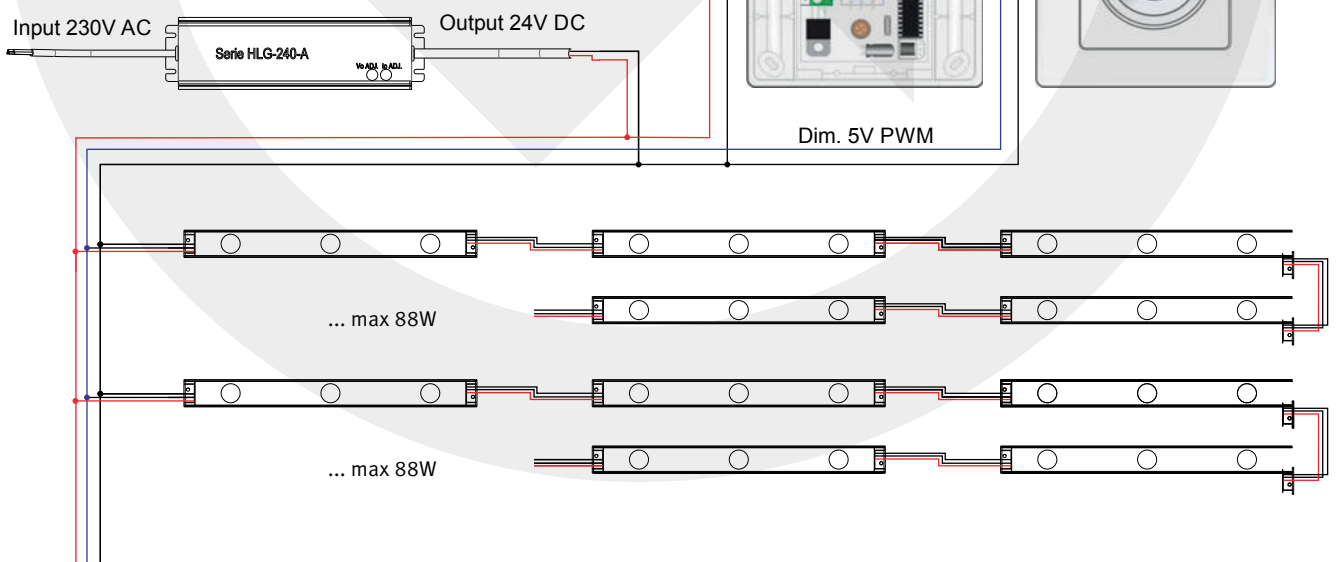 Input 230V AC
Output 24V DC
Serie HLG-240-A
Vo ADJ. Io ADJ.
Dim. 5V PWM
... max 88W
... max 88W